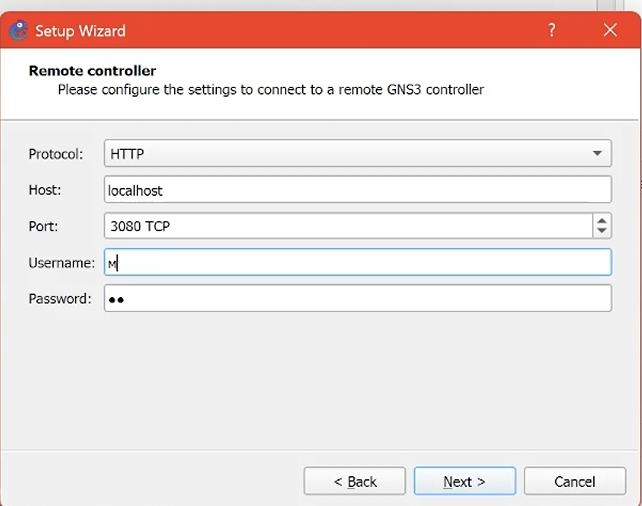 Setup Wizard
?
Remote controller
Please configure the settings to connect to a remote GNS3 controller
Protocol: HTTP
Host: localhost
Port: 3080 TCP
Username: м
Password: ●●
< Back Next > Cancel